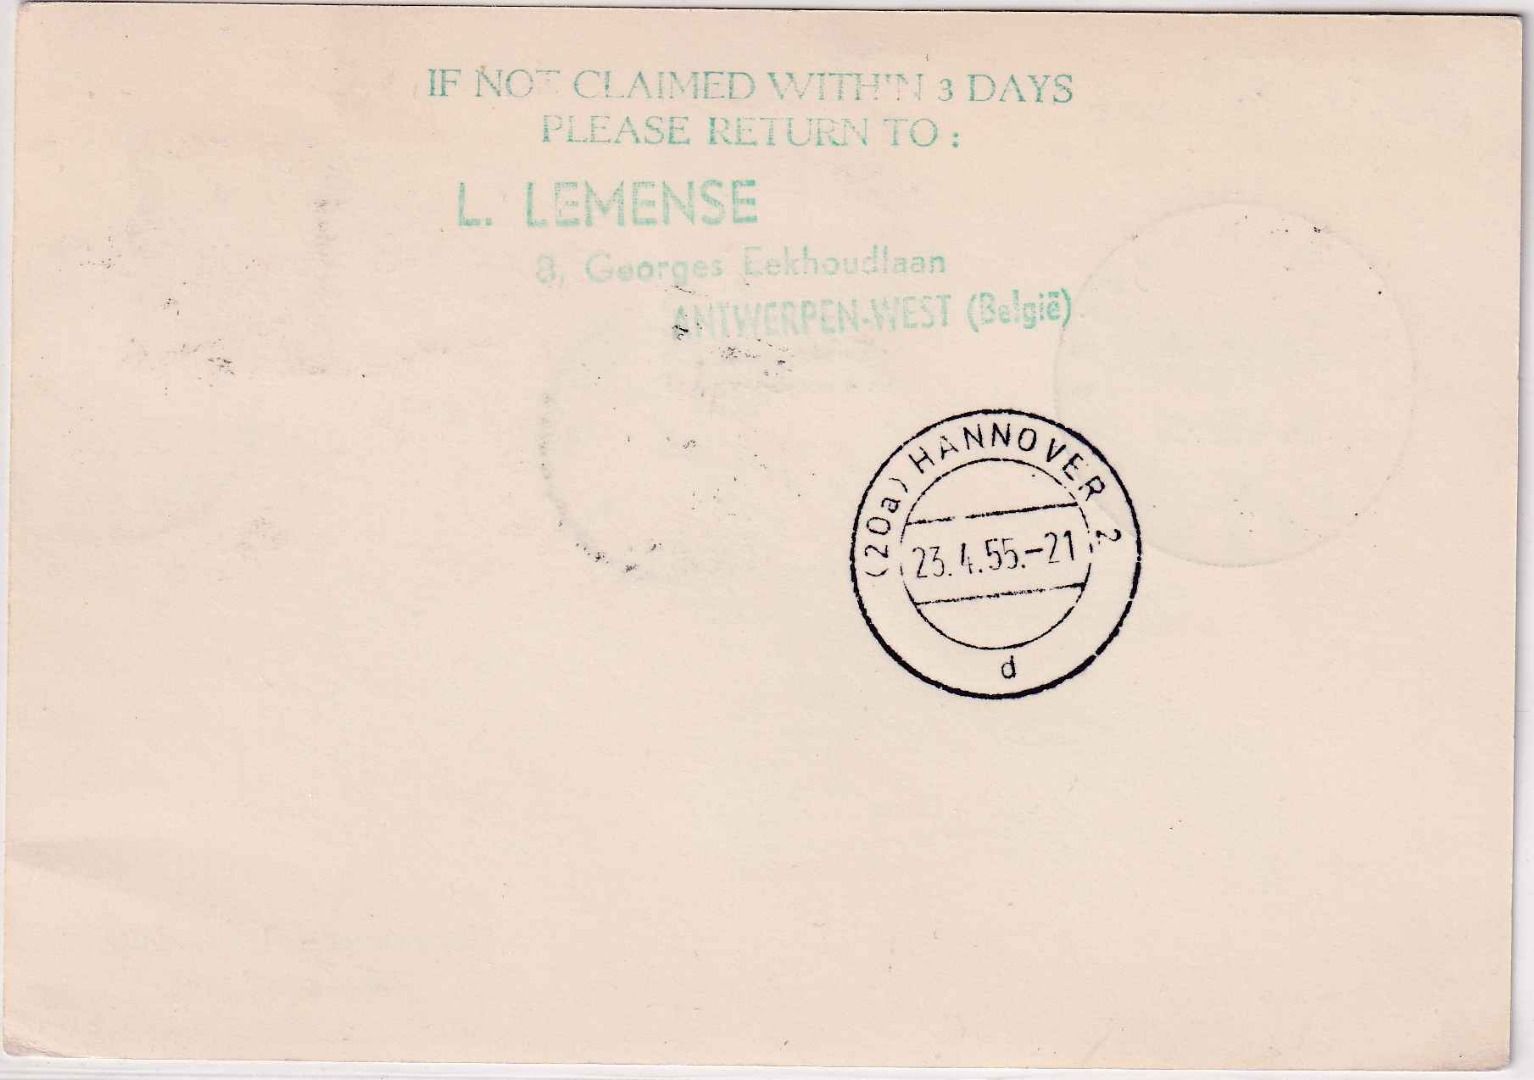 IF NOT CLAIMED WITHIN 3 DAYS
PLEASE RETURN TO :
L. LEMENSE
8, Georges Eekhoudlaan
ANTWERPEN-WEST (België)
(20a) HANNOVER 2
23.4.55.-21
d